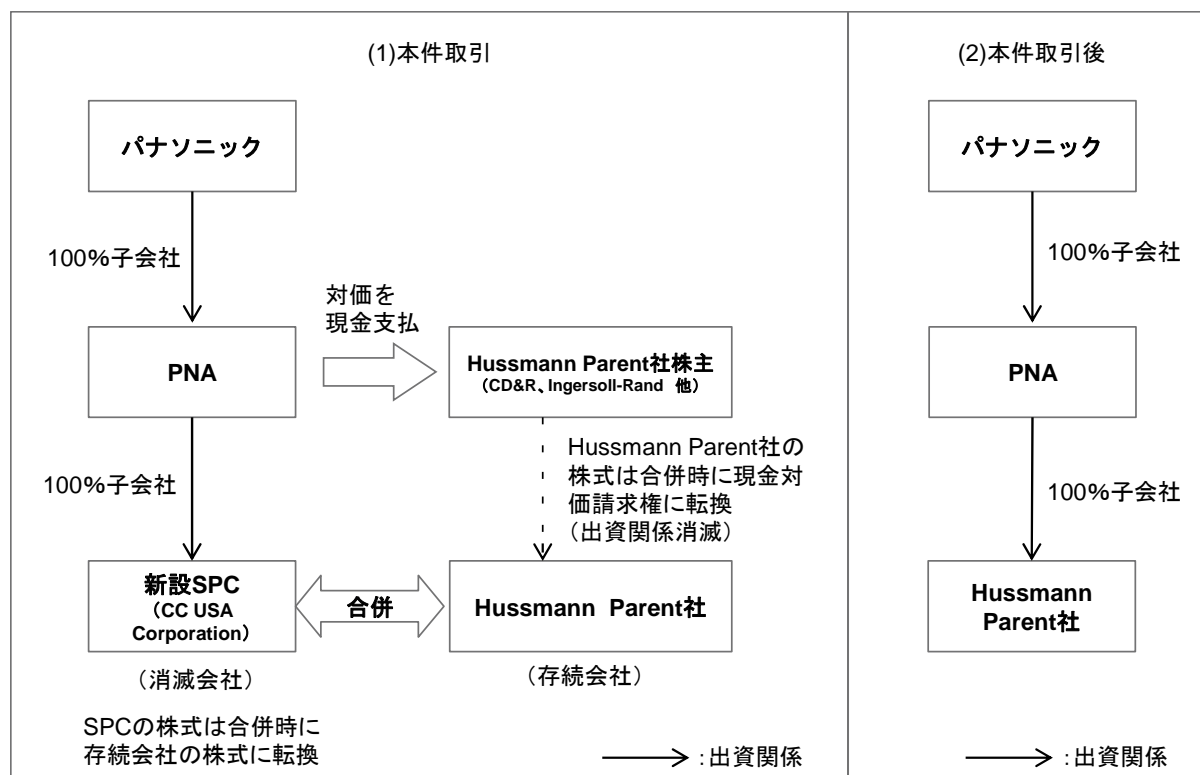 (1)本件取引
パナソニック
100%子会社
対価を
現金支払
PNA
Hussmann Parent社株主
（CD&R、Ingersoll-Rand 他）
100%子会社
Hussmann Parent社の
株式は合併時に現金対
価請求権に転換
（出資関係消滅）
新設SPC
（CC USA
Corporation）
合併
Hussmann Parent社
（消滅会社）
（存続会社）
SPCの株式は合併時に
存続会社の株式に転換
：出資関係
(2)本件取引後
パナソニック
100%子会社
PNA
100%子会社
Hussmann
Parent社
：出資関係